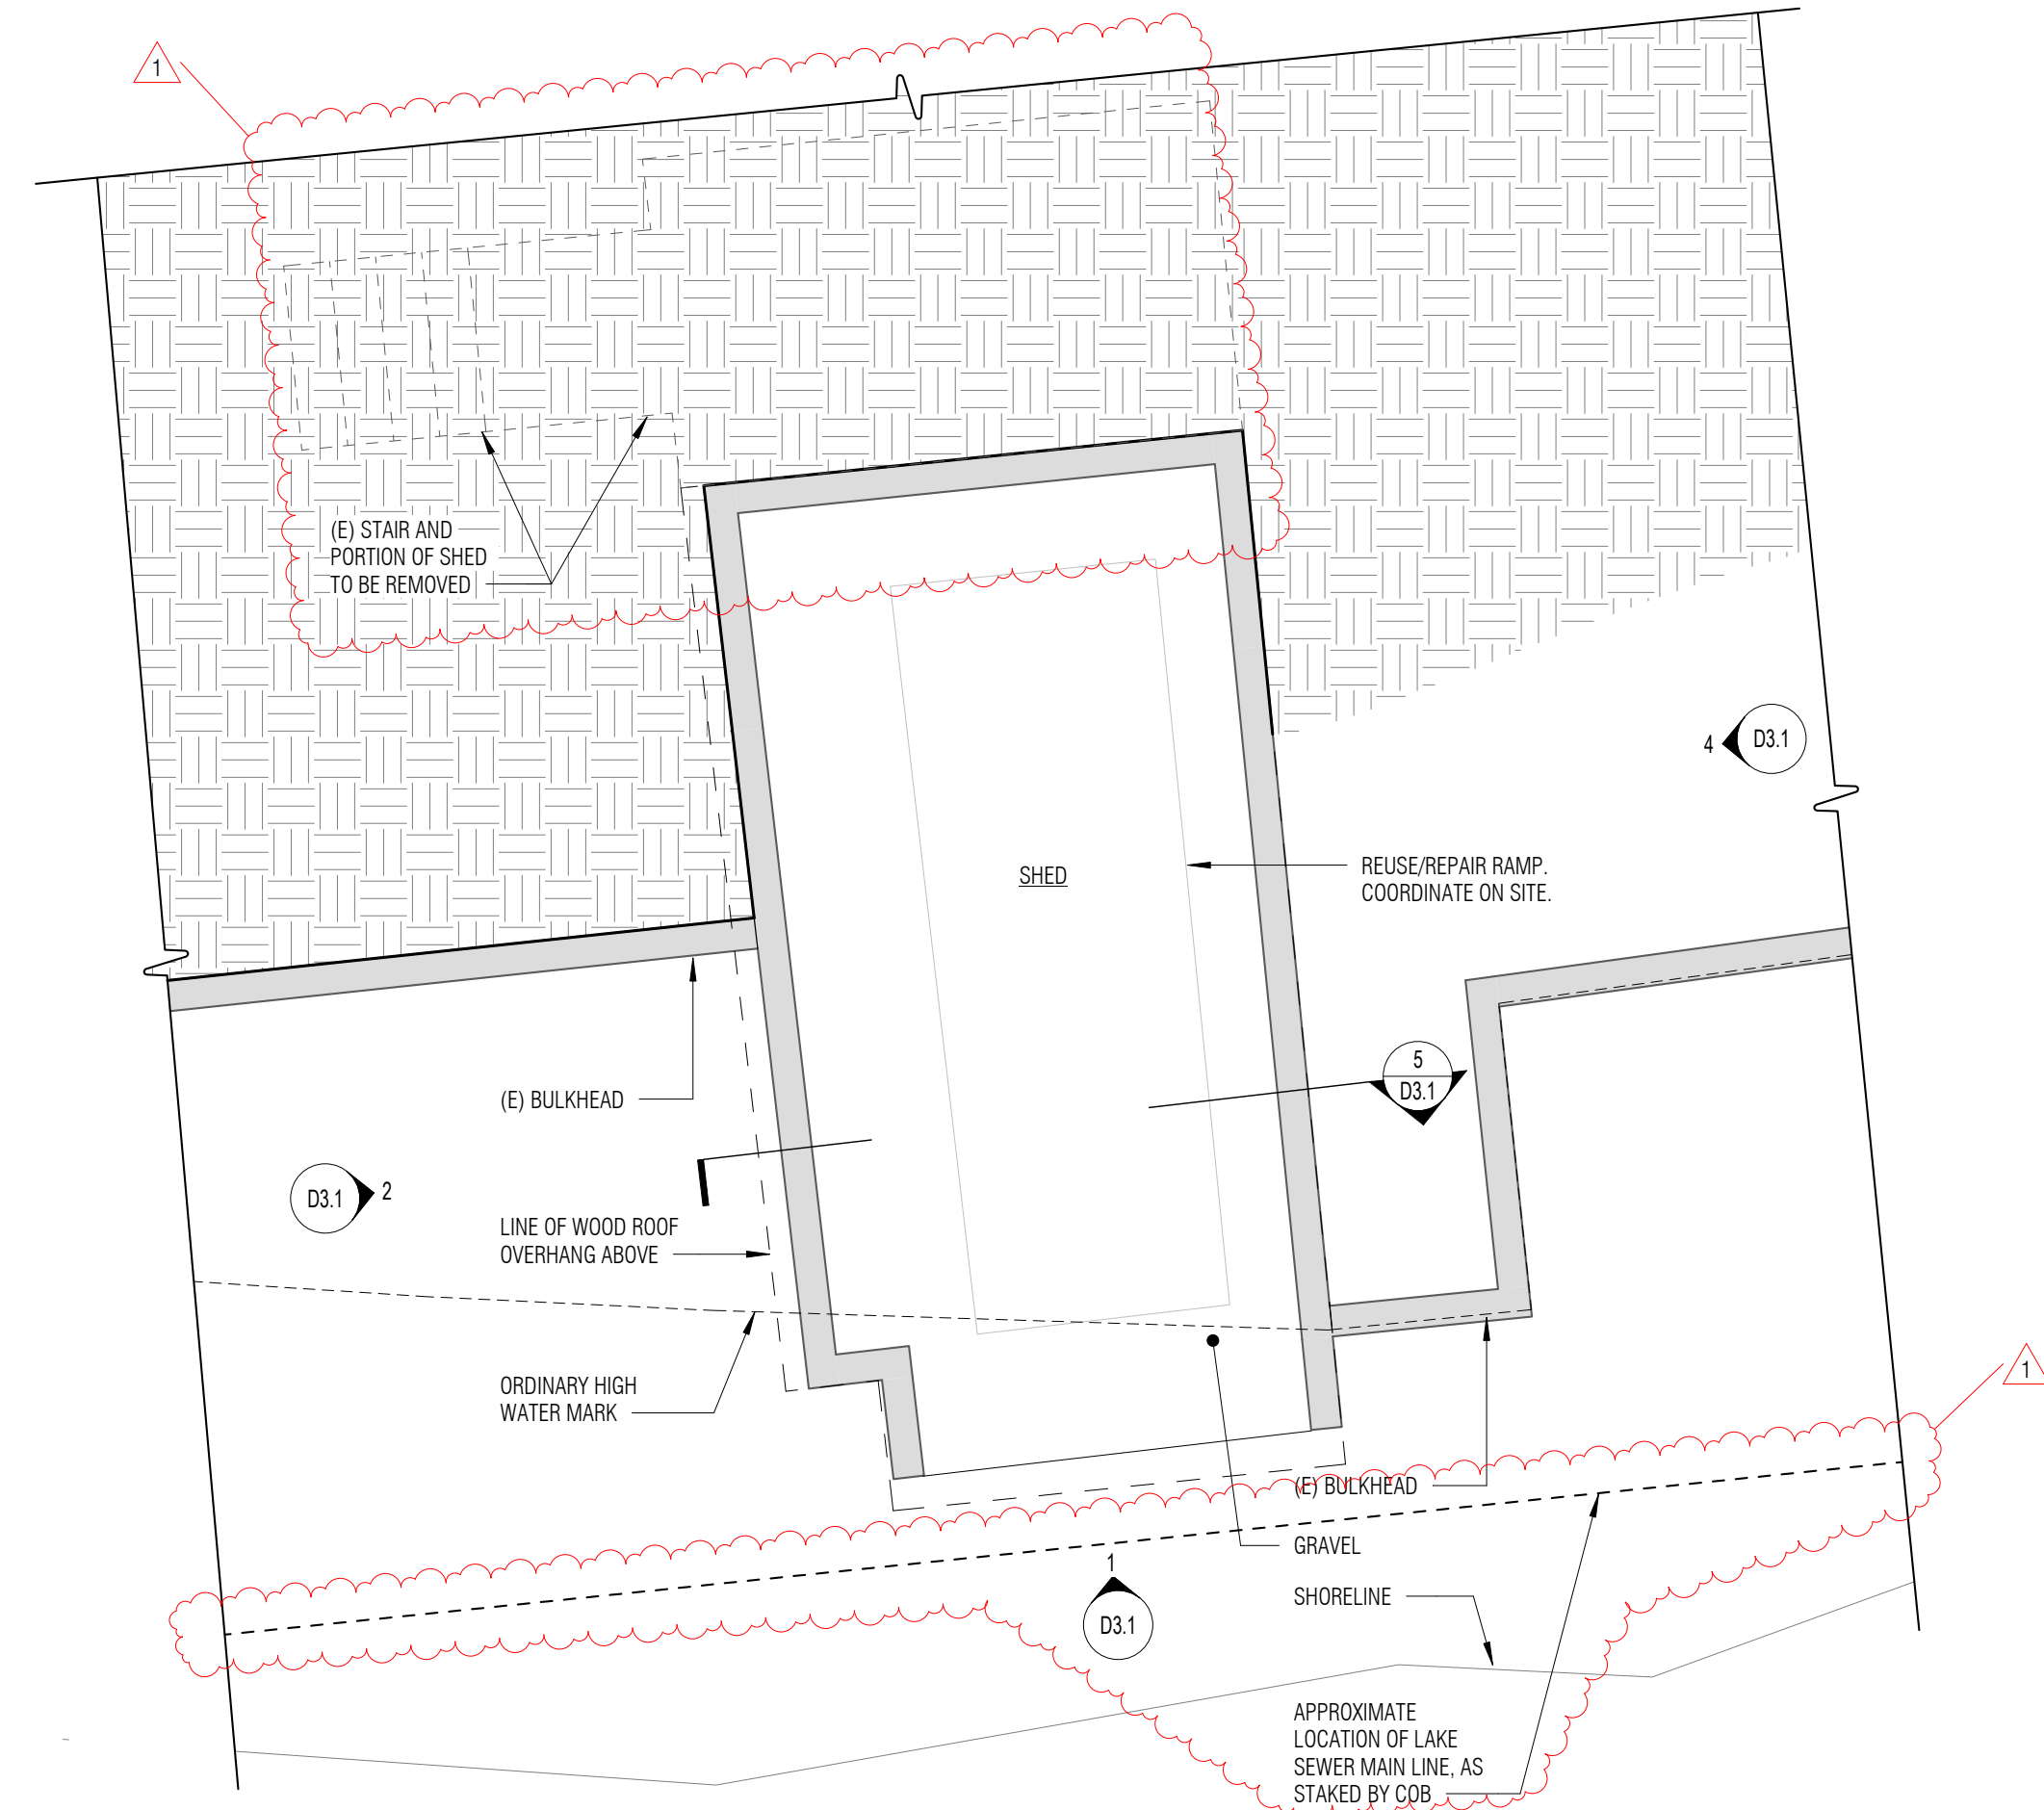 1
(E) STAIR AND
PORTION OF SHED
TO BE REMOVED
4
D3.1
SHED
REUSE/REPAIR RAMP.
COORDINATE ON SITE.
5
D3.1
(E) BULKHEAD
D3.1
2
LINE OF WOOD ROOF
OVERHANG ABOVE
ORDINARY HIGH
WATER MARK
1
(E) BULKHEAD
GRAVEL
1
D3.1
SHORELINE
APPROXIMATE
LOCATION OF LAKE
SEWER MAIN LINE, AS
STAKED BY COB